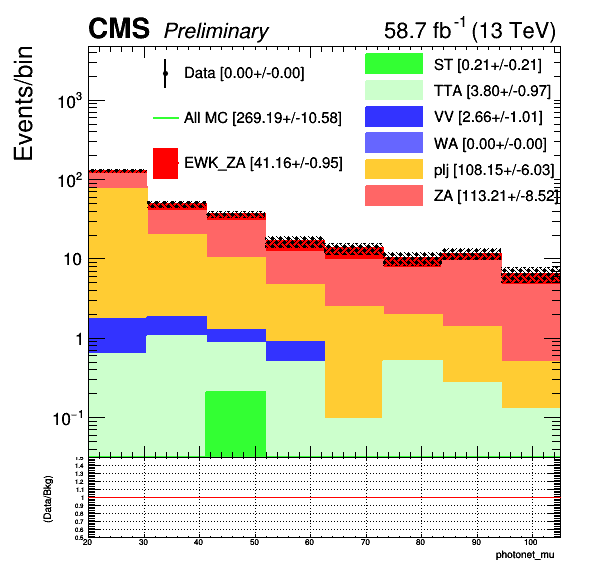 CMS Preliminary 58.7 fb⁻¹ (13 TeV)
Events/bin
Data [0.00+/-0.00]
All MC [269.19+/-10.58]
EWK_ZA [41.16+/-0.95]
ST [0.21+/-0.21]
TTA [3.80+/-0.97]
VV [2.66+/-1.01]
WA [0.00+/-0.00]
plj [108.15+/-6.03]
ZA [113.21+/-8.52]
10³
10²
10
1
10⁻¹
(Data/Bkg)
1.5
1.4
1.3
1.2
1.1
1
0.9
0.8
0.7
0.6
0.5
20 30 40 50 60 70 80 90 100
photonet_mu